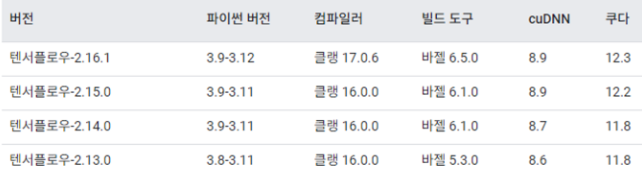 버전 파이썬 버전 컴파일러 빌드 도구 cuDNN 쿠다
텐서플로우-2.16.1 3.9-3.12 클랭 17.0.6 바젤 6.5.0 8.9 12.3
텐서플로우-2.15.0 3.9-3.11 클랭 16.0.0 바젤 6.1.0 8.9 12.2
텐서플로우-2.14.0 3.9-3.11 클랭 16.0.0 바젤 6.1.0 8.7 11.8
텐서플로우-2.13.0 3.8-3.11 클랭 16.0.0 바젤 5.3.0 8.6 11.8